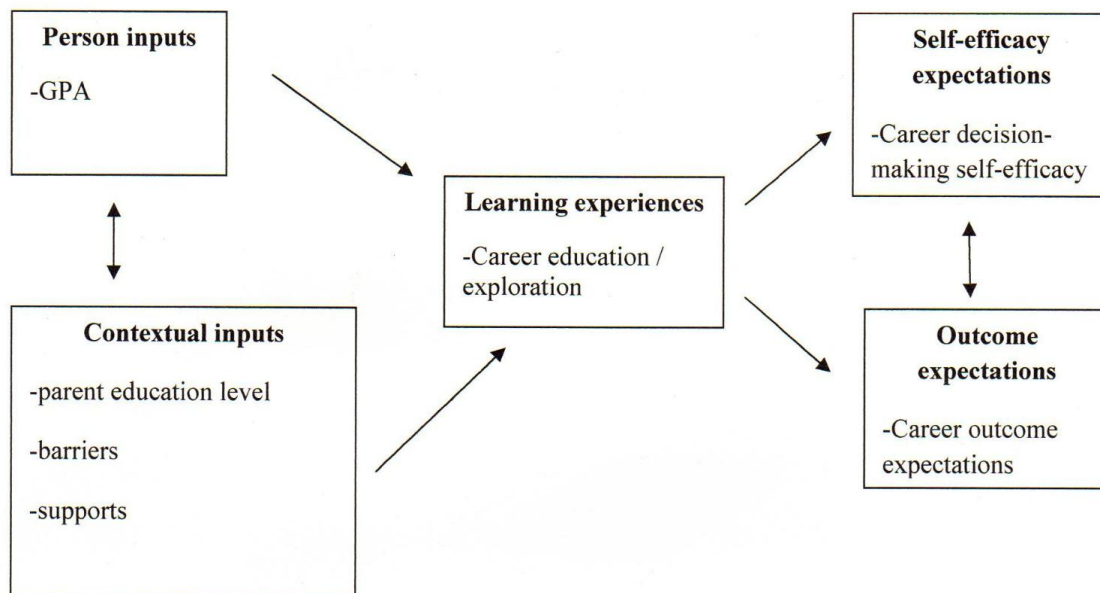 Person inputs
-GPA
Contextual inputs
-parent education level
-barriers
-supports
Learning experiences
-Career education /
exploration
Self-efficacy
expectations
-Career decision-
making self-efficacy
Outcome
expectations
-Career outcome
expectations